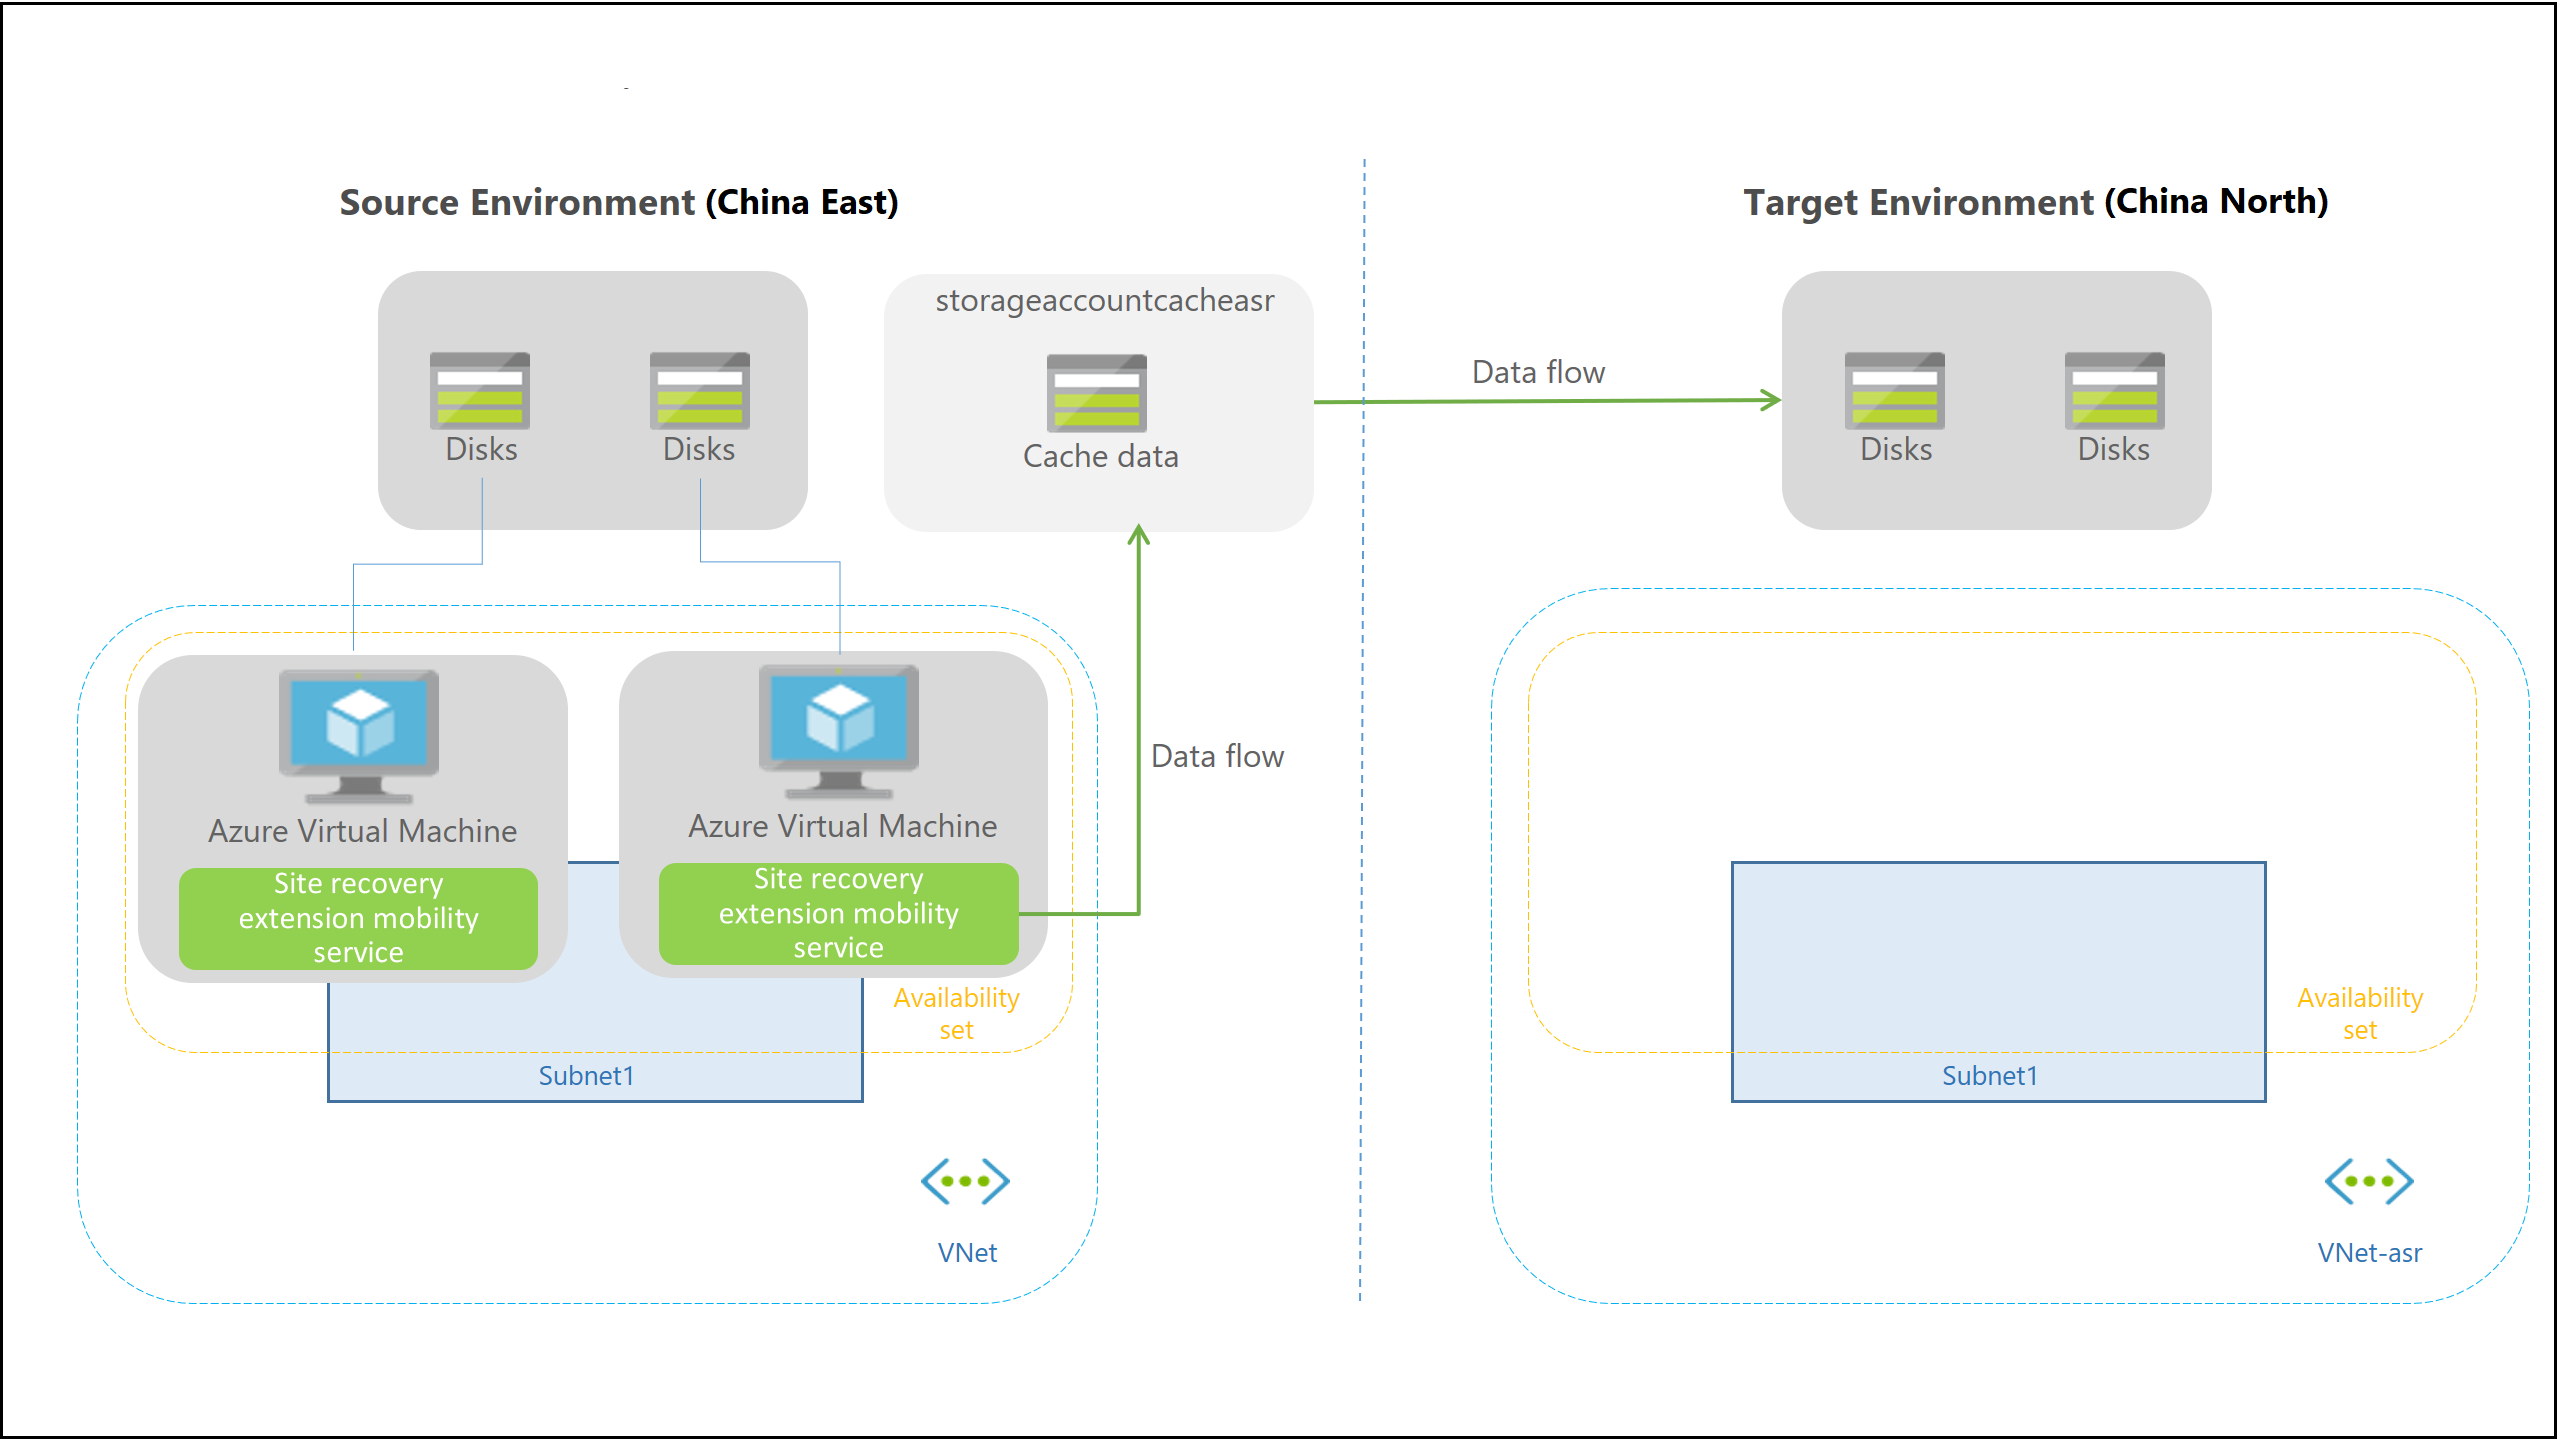 Source Environment (China East)
Target Environment (China North)
storageaccountcacheasr
Disks
Disks
Cache data
Data flow
Disks
Disks
Azure Virtual Machine
Site recovery
extension mobility
service
Azure Virtual Machine
Site recovery
extension mobility
service
Data flow
Availability
set
Subnet1
VNet
Availability
set
Subnet1
VNet-asr